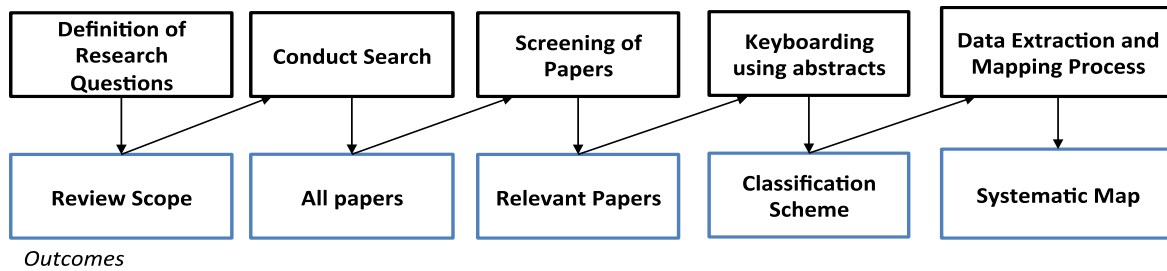 Definition of
Research
Questions
Conduct Search
Screening of
Papers
Keyboarding
using abstracts
Data Extraction and
Mapping Process
Review Scope
All papers
Relevant Papers
Classification
Scheme
Systematic Map
Outcomes